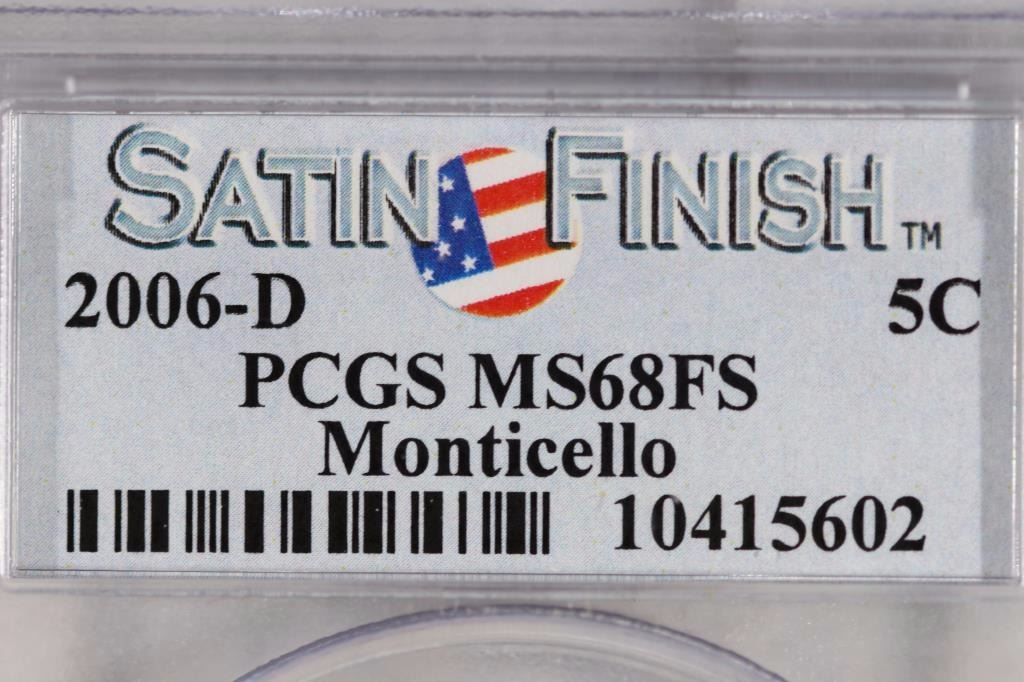 SATIN FINISH™
2006-D 5C
PCGS MS68FS
Monticello
10415602